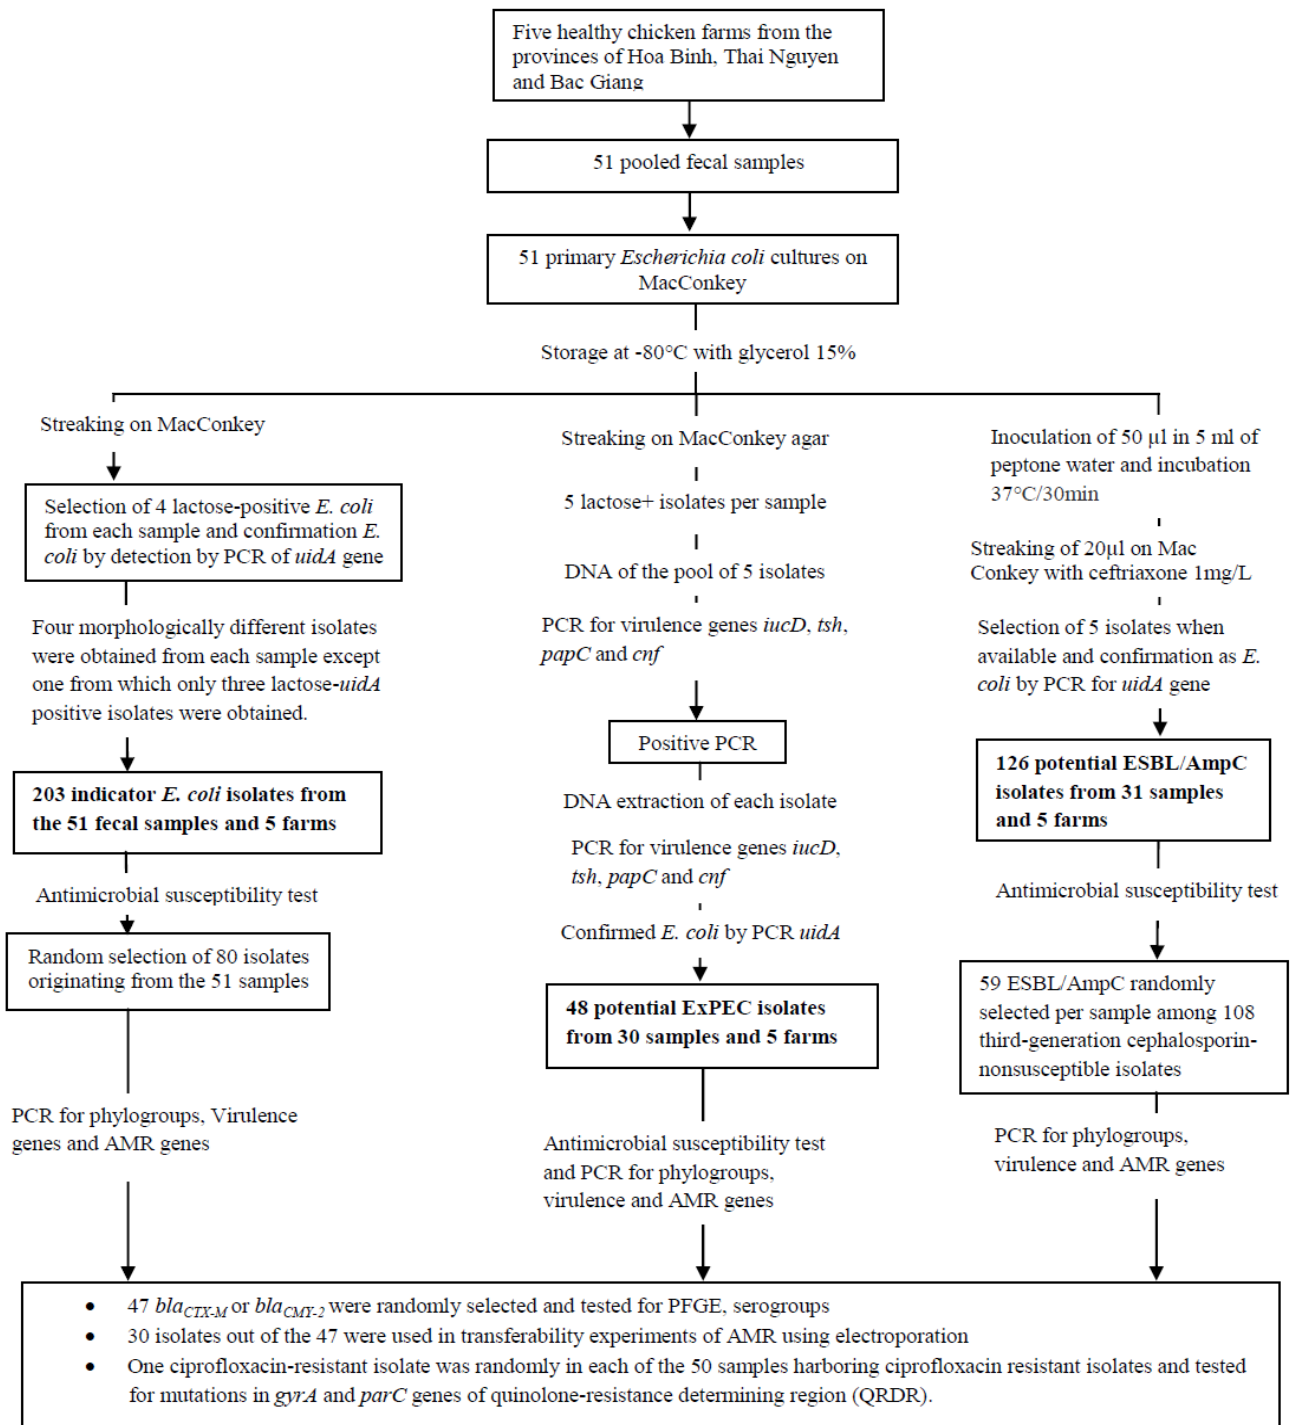 Five healthy chicken farms from the
provinces of Hoa Binh, Thai Nguyen
and Bac Giang
51 pooled fecal samples
51 primary Escherichia coli cultures on
MacConkey
Storage at -80°C with glycerol 15%
Streaking on MacConkey
Selection of 4 lactose-positive E. coli
from each sample and confirmation E.
coli by detection by PCR of uidA gene
Four morphologically different isolates
were obtained from each sample except
one from which only three lactose-uidA
positive isolates were obtained.
203 indicator E. coli isolates from
the 51 fecal samples and 5 farms
Antimicrobial susceptibility test
Random selection of 80 isolates
originating from the 51 samples
PCR for phylogroups, Virulence
genes and AMR genes
Streaking on MacConkey agar
5 lactose+ isolates per sample
DNA of the pool of 5 isolates
PCR for virulence genes iucD, tsh,
papC and cnf
Positive PCR
DNA extraction of each isolate
PCR for virulence genes iucD,
tsh, papC and cnf
Confirmed E. coli by PCR uidA
48 potential ExPEC isolates
from 30 samples and 5 farms
Antimicrobial susceptibility test
and PCR for phylogroups,
virulence and AMR genes
Inoculation of 50 µl in 5 ml of
peptone water and incubation
37°C/30min
Streaking of 20µl on Mac
Conkey with ceftriaxone 1mg/L
Selection of 5 isolates when
available and confirmation as E.
coli by PCR for uidA gene
126 potential ESBL/AmpC
isolates from 31 samples
and 5 farms
Antimicrobial susceptibility test
59 ESBL/AmpC randomly
selected per sample among 108
third-generation cephalosporin-
nonsusceptible isolates
PCR for phylogroups,
virulence and AMR genes
• 47 blaCTX-M or blaCMY-2 were randomly selected and tested for PFGE, serogroups
• 30 isolates out of the 47 were used in transferability experiments of AMR using electroporation
• One ciprofloxacin-resistant isolate was randomly in each of the 50 samples harboring ciprofloxacin resistant isolates and tested
for mutations in gyrA and parC genes of quinolone-resistance determining region (QRDR).